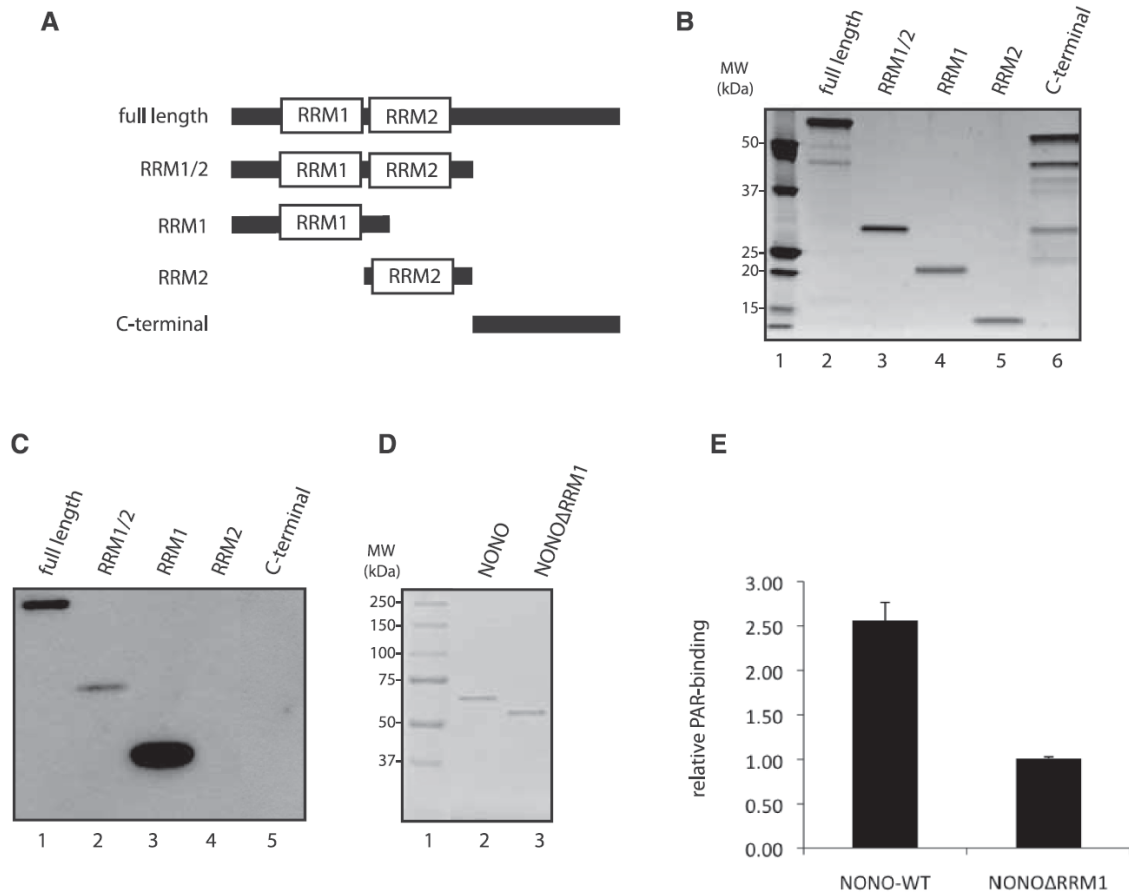 A
full length
RRM1
RRM2
RRM1/2
RRM1
RRM2
RRM1
RRM1
RRM2
RRM2
C-terminal
B
MW
(kDa)
full length
RRM1/2
RRM1
RRM2
C-terminal
50
37
25
20
15
1 2 3 4 5 6
C
full length
RRM1/2
RRM1
RRM2
C-terminal
1 2 3 4 5
D
MW
(kDa)
NONO
NONOΔRRM1
250
150
100
75
50
37
1 2 3
E
relative PAR-binding
3.00
2.50
2.00
1.50
1.00
0.50
0.00
NONO-WT
NONOΔRRM1